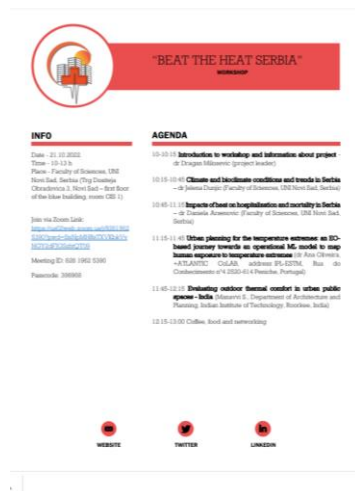 "BEAT THE HEAT SERBIA"
WORKSHOP
INFO
Date - 21.10.2022.
Time - 10-13 h
Place - Faculty of Sciences, UNI
Novi Sad, Serbia (Trg Dositeja
Obradovica 3, Novi Sad – first floor
of the blue building, room GIS 1)
Join via Zoom Link:
Meeting ID:
Passcode:
AGENDA
10-10:15 Introduction to workshop and information about project -
dr Dragan Milosevic (project leader)
10:15-10:45 Climate and bioclimate conditions and trends in Serbia
– dr Jelena Dunjic (Faculty of Sciences, UNI Novi Sad, Serbia)
10:45-11:15 Impacts of heat on hospitalisation and mortality in Serbia
– dr Daniela Arsenovic (Faculty of Sciences, UNI Novi Sad,
Serbia)
11:15-11:45 Urban planning for the temperature extremes: an EO-
based journey towards an operational ML model to map
human exposure to temperature extremes (dr Ana Oliveira,
+ATLANTIC CoLAB address: IPL-ESTM, Rua do
Conhecimento nº4 2520-614 Peniche, Portugal)
11:45-12:15 Evaluating outdoor thermal comfort in urban public
spaces - India (Manavvi S., Department of Architecture and
Planning, Indian Institute of Technology, Roorkee, India)
12:15-13:00 Coffee, food and networking
WEBSITE
TWITTER
LINKEDIN